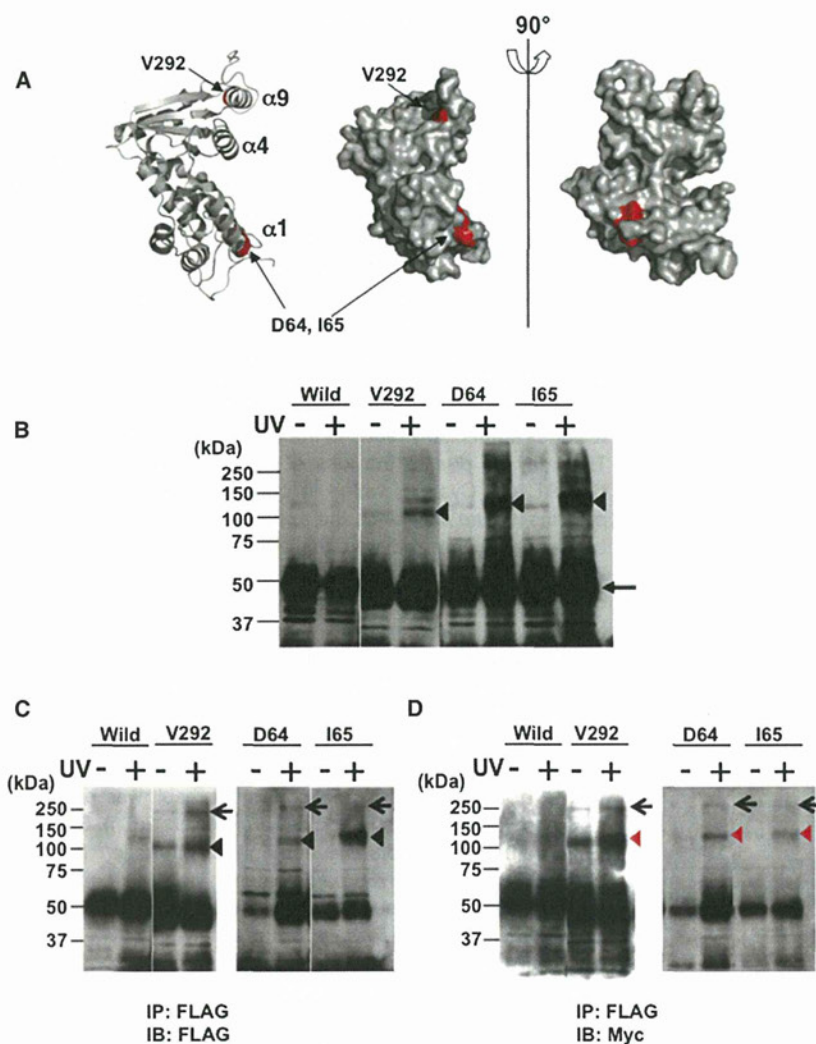 90°
A
V292
α9
V292
α4
α1
D64, I65
B
Wild V292 D64 I65
UV - + - + - + - +
(kDa)
250
150
100
75
50
37
C
Wild V292 D64 I65
UV - + - + - + - +
(kDa)
250
150
100
75
50
37
IP: FLAG
IB: FLAG
D
Wild V292 D64 I65
UV - + - + - + - +
(kDa)
250
150
100
75
50
37
IP: FLAG
IB: Myc